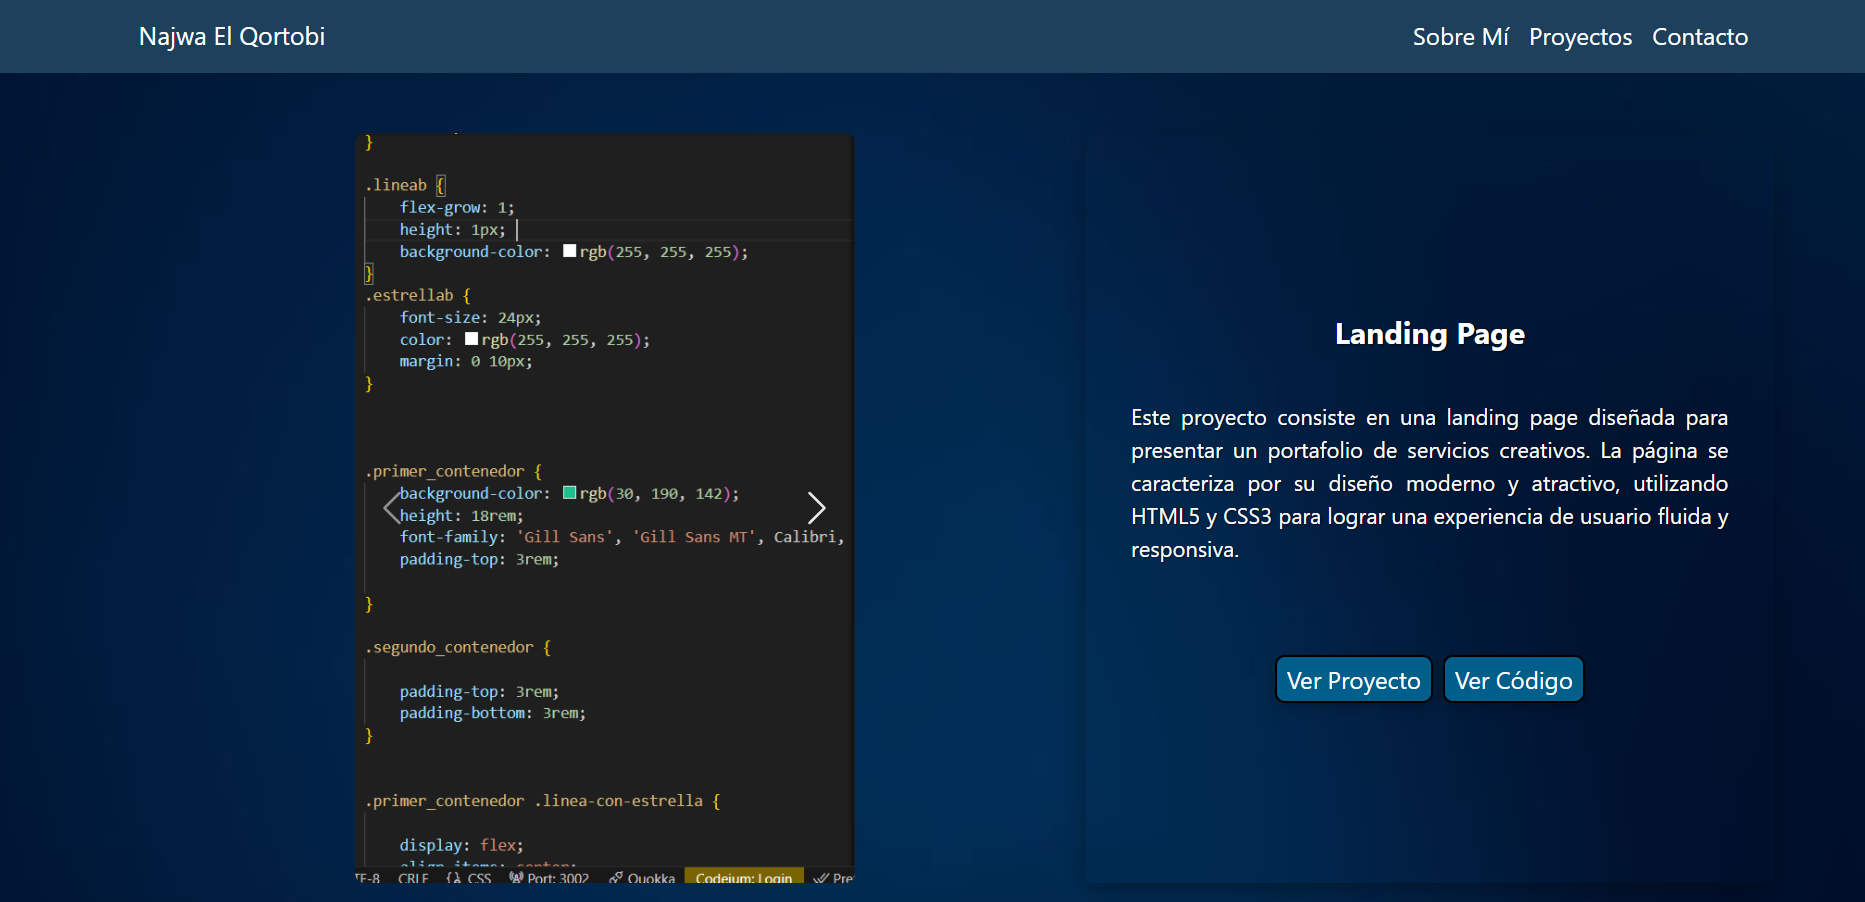 Najwa El Qortobi
Sobre Mí Proyectos Contacto
}
.lineab {
flex-grow: 1;
height: 1px;
background-color: rgb(255, 255, 255);
}
.estrellab {
font-size: 24px;
color: rgb(255, 255, 255);
margin: 0 10px;
}
.primer_contenedor {
background-color: rgb(30, 190, 142);
height: 18rem;
font-family: 'Gill Sans', 'Gill Sans MT', Calibri,
padding-top: 3rem;
}
.segundo_contenedor {
padding-top: 3rem;
padding-bottom: 3rem;
}
.primer_contenedor .linea-con-estrella {
display: flex;
align-items: center;
TF-8 CRLF {} CSS Port: 3002 Quokka Codeium: Login Pre
Landing Page
Este proyecto consiste en una landing page diseñada para
presentar un portafolio de servicios creativos. La página se
caracteriza por su diseño moderno y atractivo, utilizando
HTML5 y CSS3 para lograr una experiencia de usuario fluida y
responsiva.
Ver Proyecto Ver Código